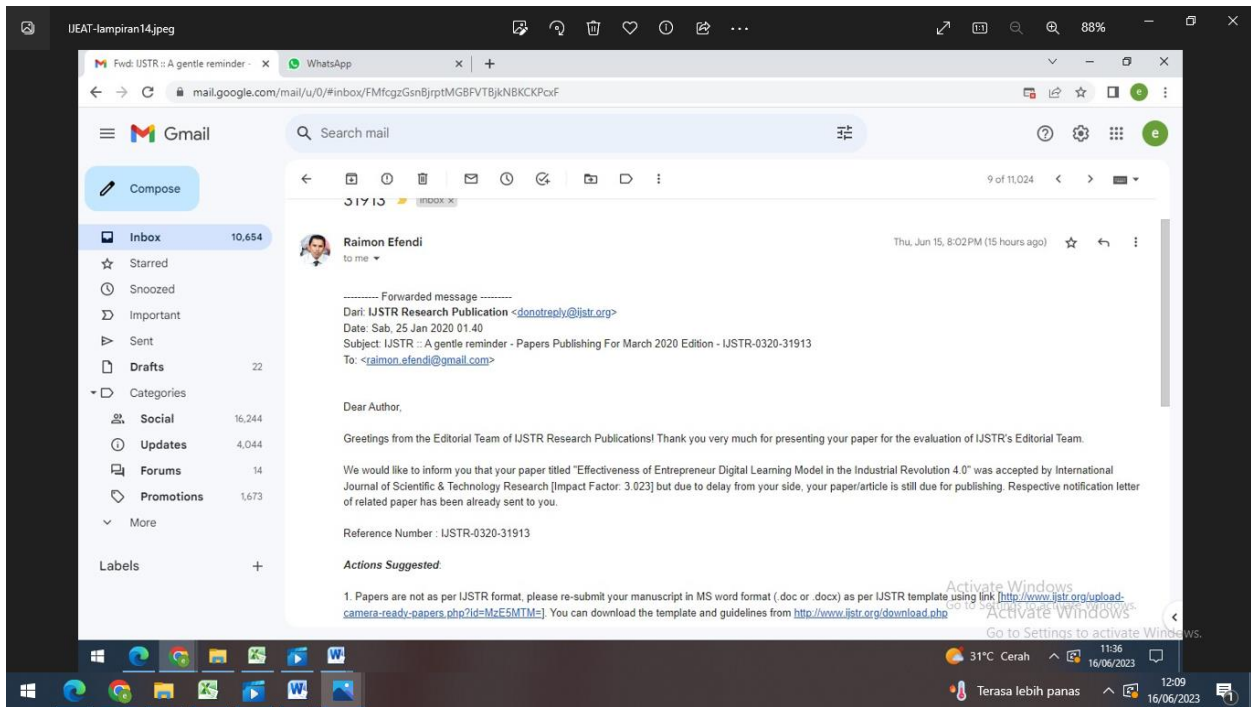 IJEAT-lampiran14.jpeg
88%
Fwd: IJSTR :: A gentle reminder -
WhatsApp
mail.google.com/mail/u/0/#inbox/FMfcgzGsnBjrptMGBFVTBjkNBKCKPcxF
Gmail
Search mail
Compose
9 of 11,024
31913 Inbox x
Inbox 10,654
Starred
Snoozed
Important
Sent
Drafts 22
Categories
Social 16,244
Updates 4,044
Forums 14
Promotions 1,673
More
Labels
Raimon Efendi
Thu, Jun 15, 8:02 PM (15 hours ago)
to me
---------- Forwarded message ---------
Dari: IJSTR Research Publication <donotreply@ijstr.org>
Date: Sab, 25 Jan 2020 01.40
Subject: IJSTR :: A gentle reminder - Papers Publishing For March 2020 Edition - IJSTR-0320-31913
To: <raimon.efendi@gmail.com>
Dear Author,
Greetings from the Editorial Team of IJSTR Research Publications! Thank you very much for presenting your paper for the evaluation of IJSTR's Editorial Team.
We would like to inform you that your paper titled "Effectiveness of Entrepreneur Digital Learning Model in the Industrial Revolution 4.0" was accepted by International
Journal of Scientific & Technology Research [Impact Factor: 3.023] but due to delay from your side, your paper/article is still due for publishing. Respective notification letter
of related paper has been already sent to you.
Reference Number : IJSTR-0320-31913
Actions Suggested:
1. Papers are not as per IJSTR format, please re-submit your manuscript in MS word format (.doc or .docx) as per IJSTR template using link [http://www.ijstr.org/upload-
camera-ready-papers.php?id=MzE5MTM=]. You can download the template and guidelines from http://www.ijstr.org/download.php
Activate Windows
Go to Settings to activate Windows.
Activate Windows
Go to Settings to activate Windows.
31°C Cerah
11:36
16/06/2023
Terasa lebih panas
12:09
16/06/2023